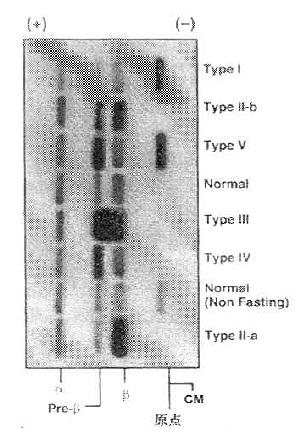 (+) (−)
Type I
Type II-b
Type V
Normal
Type III
Type IV
Normal
(Non Fasting)
Type II-a
α
Pre-β
β
原点
CM